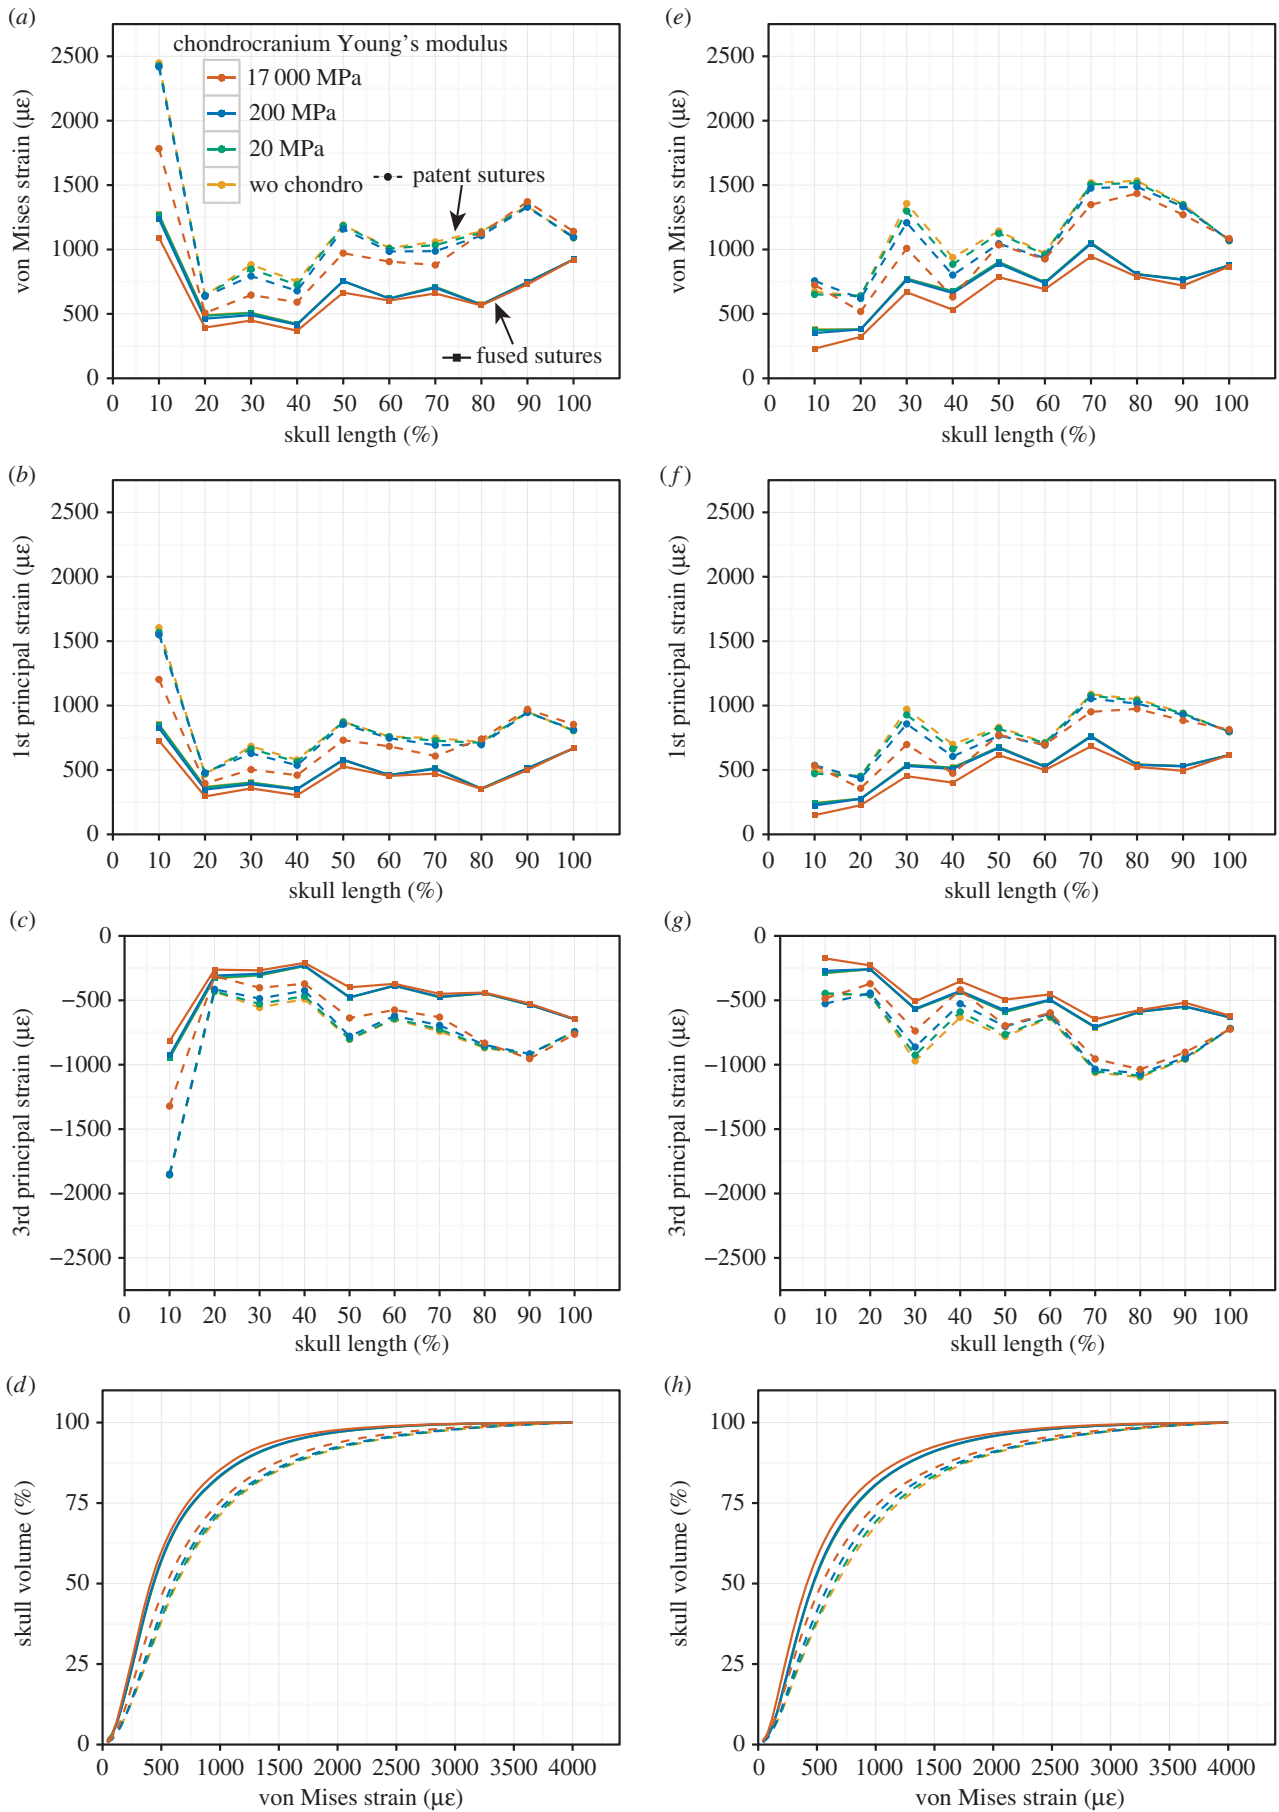 (a)
von Mises strain (µε)
2500
2000
1500
1000
500
0
chondrocranium Young's modulus
17 000 MPa
200 MPa
20 MPa
wo chondro
patent sutures
fused sutures
0 10 20 30 40 50 60 70 80 90 100
skull length (%)
(e)
von Mises strain (µε)
2500
2000
1500
1000
500
0
0 10 20 30 40 50 60 70 80 90 100
skull length (%)
(b)
1st principal strain (µε)
2500
2000
1500
1000
500
0
0 10 20 30 40 50 60 70 80 90 100
skull length (%)
(f)
1st principal strain (µε)
2500
2000
1500
1000
500
0
0 10 20 30 40 50 60 70 80 90 100
skull length (%)
(c)
3rd principal strain (µε)
0
−500
−1000
−1500
−2000
−2500
0 10 20 30 40 50 60 70 80 90 100
skull length (%)
(g)
3rd principal strain (µε)
0
−500
−1000
−1500
−2000
−2500
0 10 20 30 40 50 60 70 80 90 100
skull length (%)
(d)
skull volume (%)
100
75
50
25
0
0 500 1000 1500 2000 2500 3000 3500 4000
von Mises strain (µε)
(h)
skull volume (%)
100
75
50
25
0
0 500 1000 1500 2000 2500 3000 3500 4000
von Mises strain (µε)